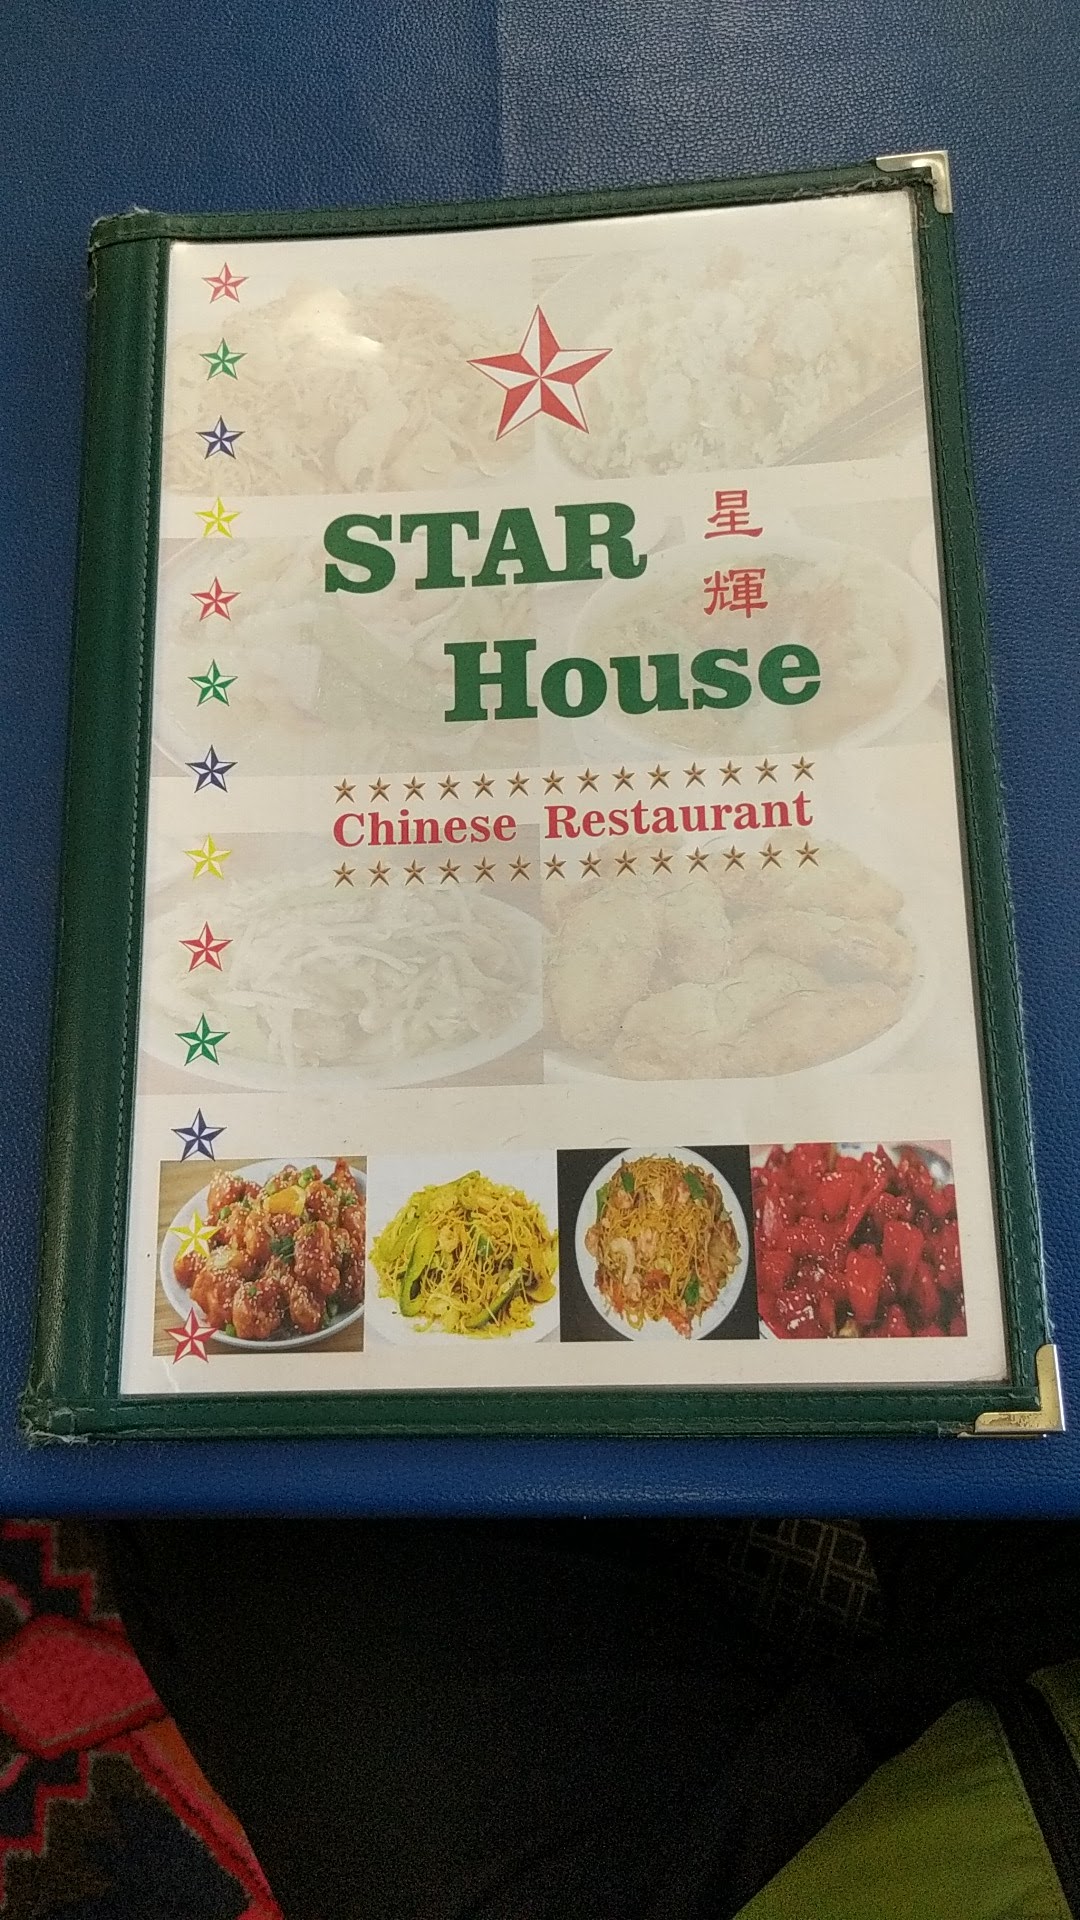 STAR
星
輝
House
Chinese Restaurant